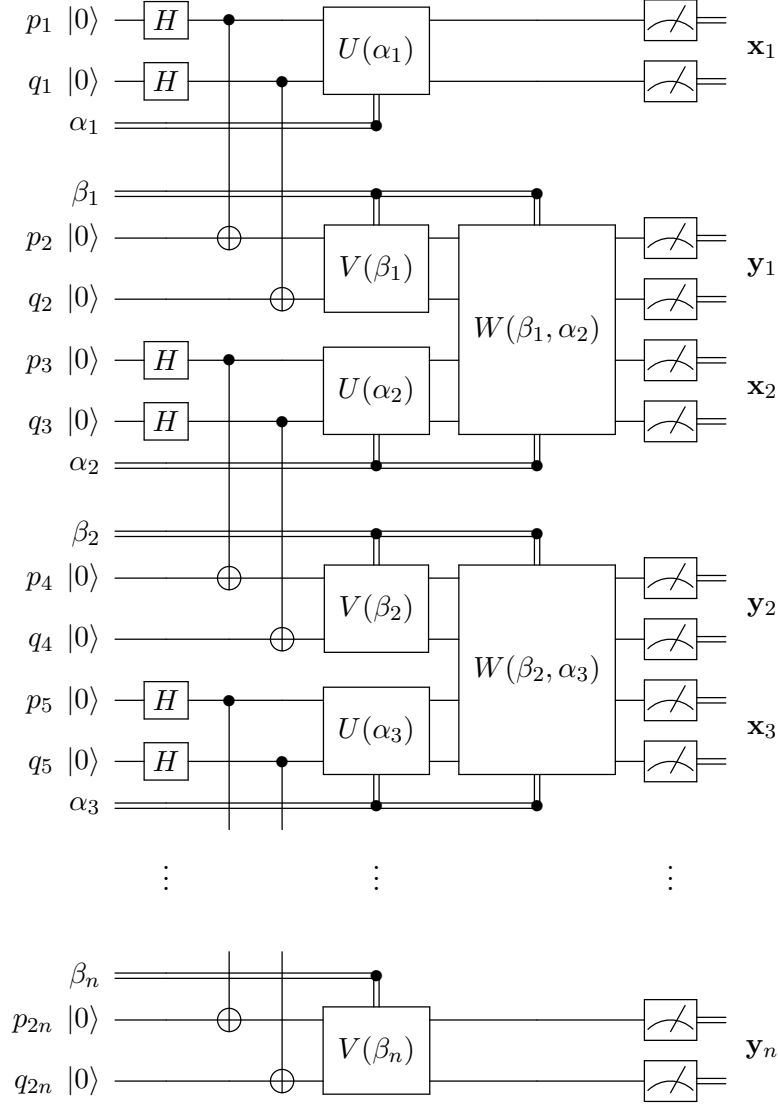 p₁ |0⟩ H U(α₁) x₁
q₁ |0⟩ H
α₁
β₁
p₂ |0⟩ V(β₁) y₁
q₂ |0⟩
W(β₁, α₂)
p₃ |0⟩ H U(α₂) x₂
q₃ |0⟩ H
α₂
β₂
p₄ |0⟩ V(β₂) y₂
q₄ |0⟩
W(β₂, α₃)
p₅ |0⟩ H U(α₃) x₃
q₅ |0⟩ H
α₃
⋮ ⋮ ⋮
βₙ
p₂ₙ |0⟩ V(βₙ) yₙ
q₂ₙ |0⟩